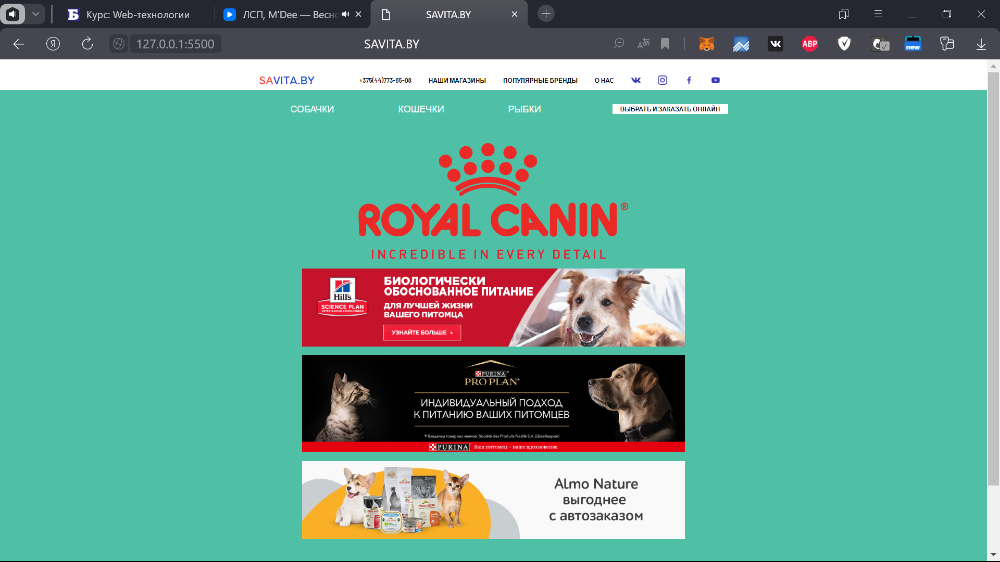 Курс: Web-технологии
ЛСП, M'Dee — Весн
SAVITA.BY
Я
127.0.0.1:5500
SAVITA.BY
ABP
new
SAVITA.BY
+375(44)773-85-08
НАШИ МАГАЗИНЫ
ПОПУЛЯРНЫЕ БРЕНДЫ
О НАС
СОБАЧКИ
КОШЕЧКИ
РЫБКИ
ВЫБРАТЬ И ЗАКАЗАТЬ ОНЛАЙН
ROYAL CANIN®
INCREDIBLE IN EVERY DETAIL
Hill's
SCIENCE PLAN
VETERINARIAN RECOMMENDED
БИОЛОГИЧЕСКИ
ОБОСНОВАННОЕ ПИТАНИЕ
ДЛЯ ЛУЧШЕЙ ЖИЗНИ
ВАШЕГО ПИТОМЦА
УЗНАЙТЕ БОЛЬШЕ ▸
PURINA®
PRO PLAN®
ИНДИВИДУАЛЬНЫЙ ПОДХОД
К ПИТАНИЮ ВАШИХ ПИТОМЦЕВ
® Владелец товарных знаков: Société des Produits Nestlé S.A. (Швейцария)
PURINA® Ваш питомец – наше вдохновение.
almo nature
Almo Nature
выгоднее
с автозаказом